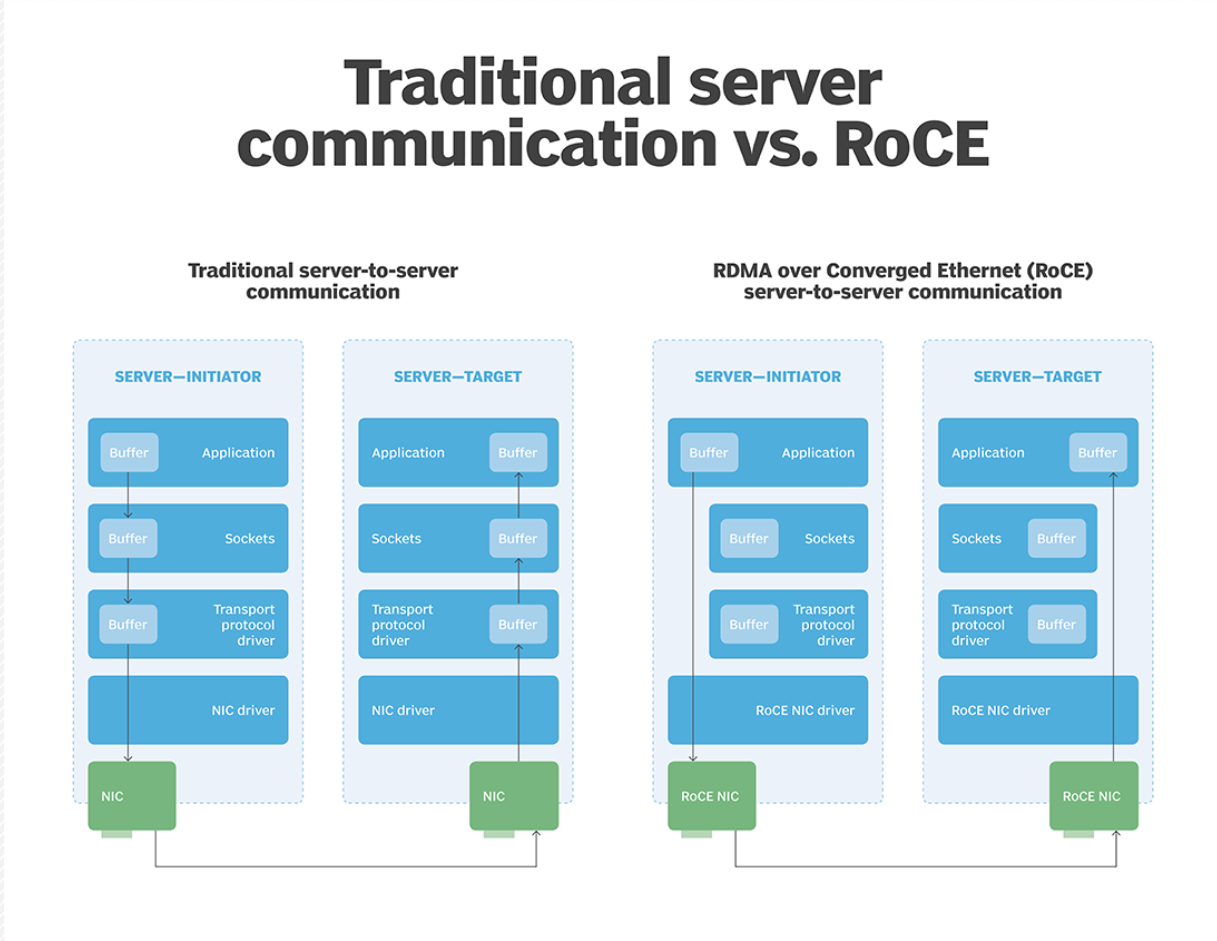 Traditional server
communication vs. RoCE
Traditional server-to-server
communication
SERVER—INITIATOR
Buffer
Application
Buffer
Sockets
Buffer
Transport
protocol
driver
NIC driver
NIC
SERVER—TARGET
Application
Buffer
Sockets
Buffer
Transport
protocol
driver
Buffer
NIC driver
NIC
RDMA over Converged Ethernet (RoCE)
server-to-server communication
SERVER—INITIATOR
Buffer
Application
Buffer
Sockets
Buffer
Transport
protocol
driver
RoCE NIC driver
RoCE NIC
SERVER—TARGET
Application
Buffer
Sockets
Buffer
Transport
protocol
driver
Buffer
RoCE NIC driver
RoCE NIC